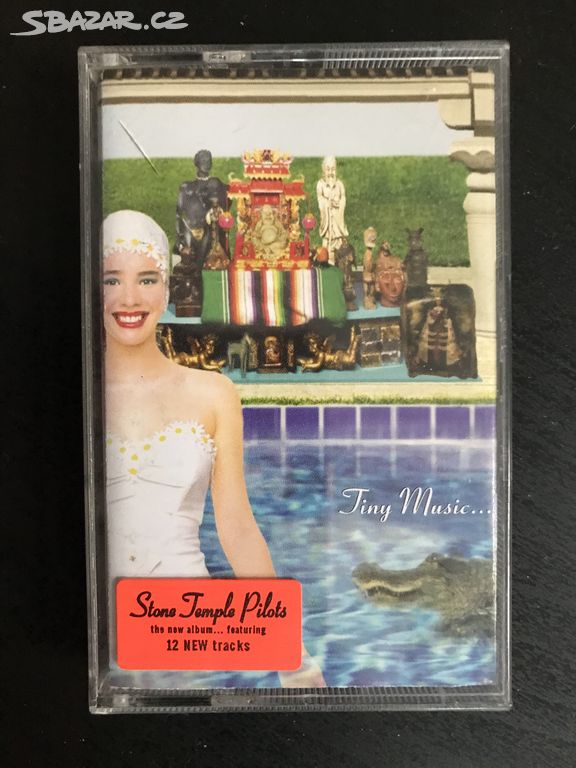 SBAZAR.CZ
Tiny Music...
Stone Temple Pilots
the new album... featuring
12 NEW tracks